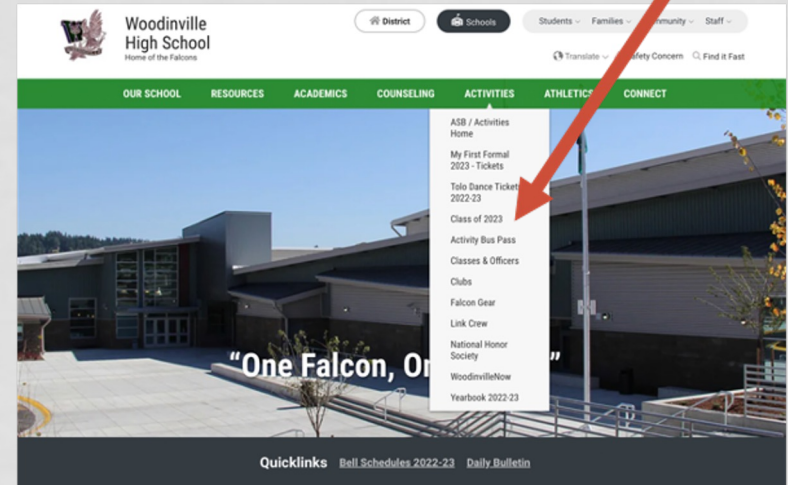 Woodinville
High School
Home of the Falcons
District
Schools
Students
Families
Staff
Translate
Safety Concern
Find it Fast
OUR SCHOOL RESOURCES ACADEMICS COUNSELING ACTIVITIES ATHLETICS CONNECT
ASB / Activities
Home
My First Formal
2023 - Tickets
Tolo Dance Tickets
2022-23
Class of 2023
Activity Bus Pass
Classes & Officers
Clubs
Falcon Gear
Link Crew
National Honor
Society
WoodinvilleNow
Yearbook 2022-23
“One Falcon, ”
Quicklinks Bell Schedules 2022-23 Daily Bulletin